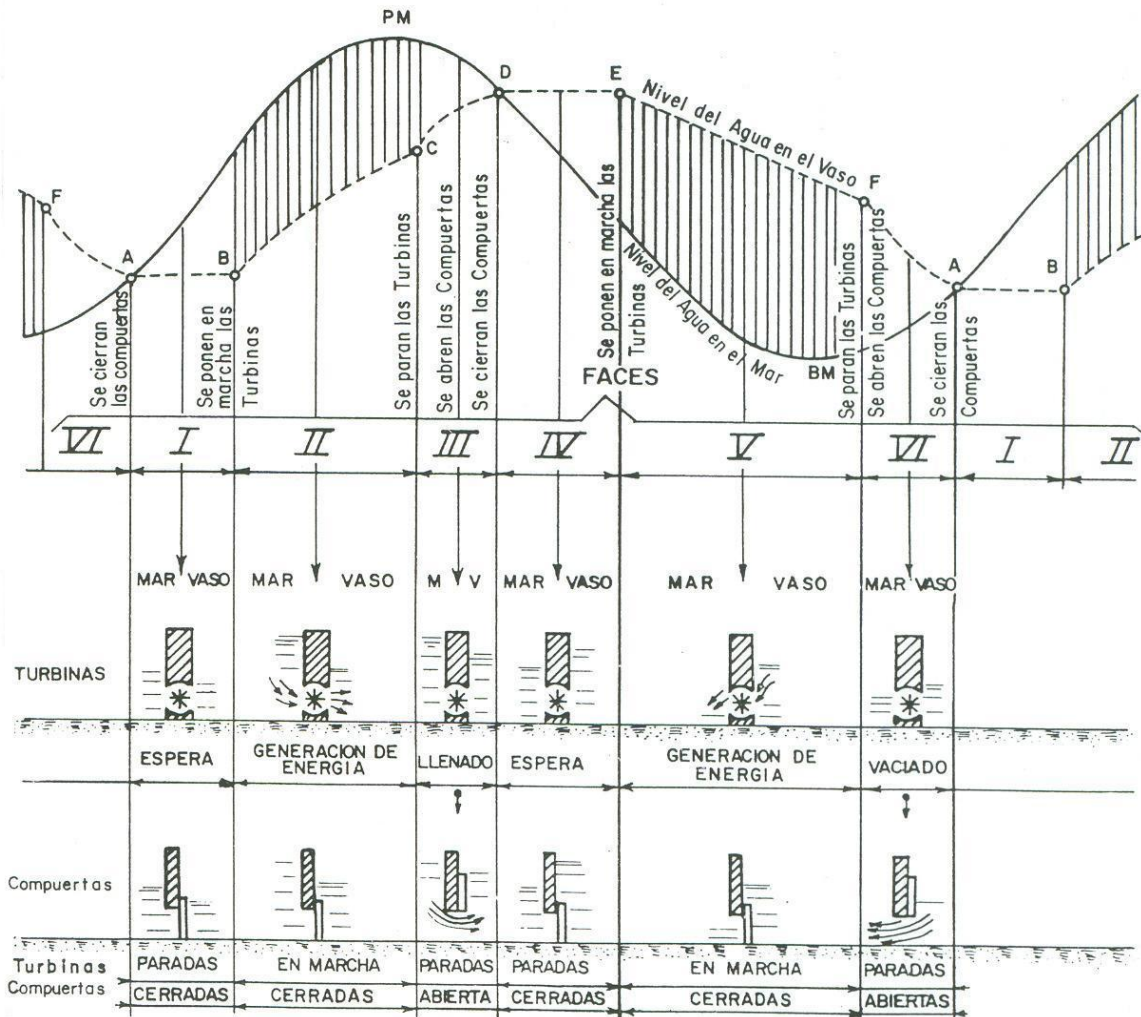 PM
D
E
Nivel del Agua en el Vaso
F
C
F
A
B
A
B
Se cierran
las compuertas
Se ponen en
marcha las
Turbinas
Se paran las Turbinas
Se abren las Compuertas
Se cierran las Compuertas
Se ponen en marcha las
Turbinas
Nivel del Agua en el Mar
BM
Se paran las Turbinas
Se abren las Compuertas
Se cierran las
Compuertas
FACES
VI I II III IV V VI I II
MAR VASO MAR VASO M V MAR VASO MAR VASO MAR VASO
TURBINAS
ESPERA GENERACION DE ENERGIA LLENADO ESPERA GENERACION DE ENERGIA VACIADO
Compuertas
Turbinas PARADAS EN MARCHA PARADAS PARADAS EN MARCHA PARADAS
Compuertas CERRADAS CERRADAS ABIERTA CERRADAS CERRADAS ABIERTAS